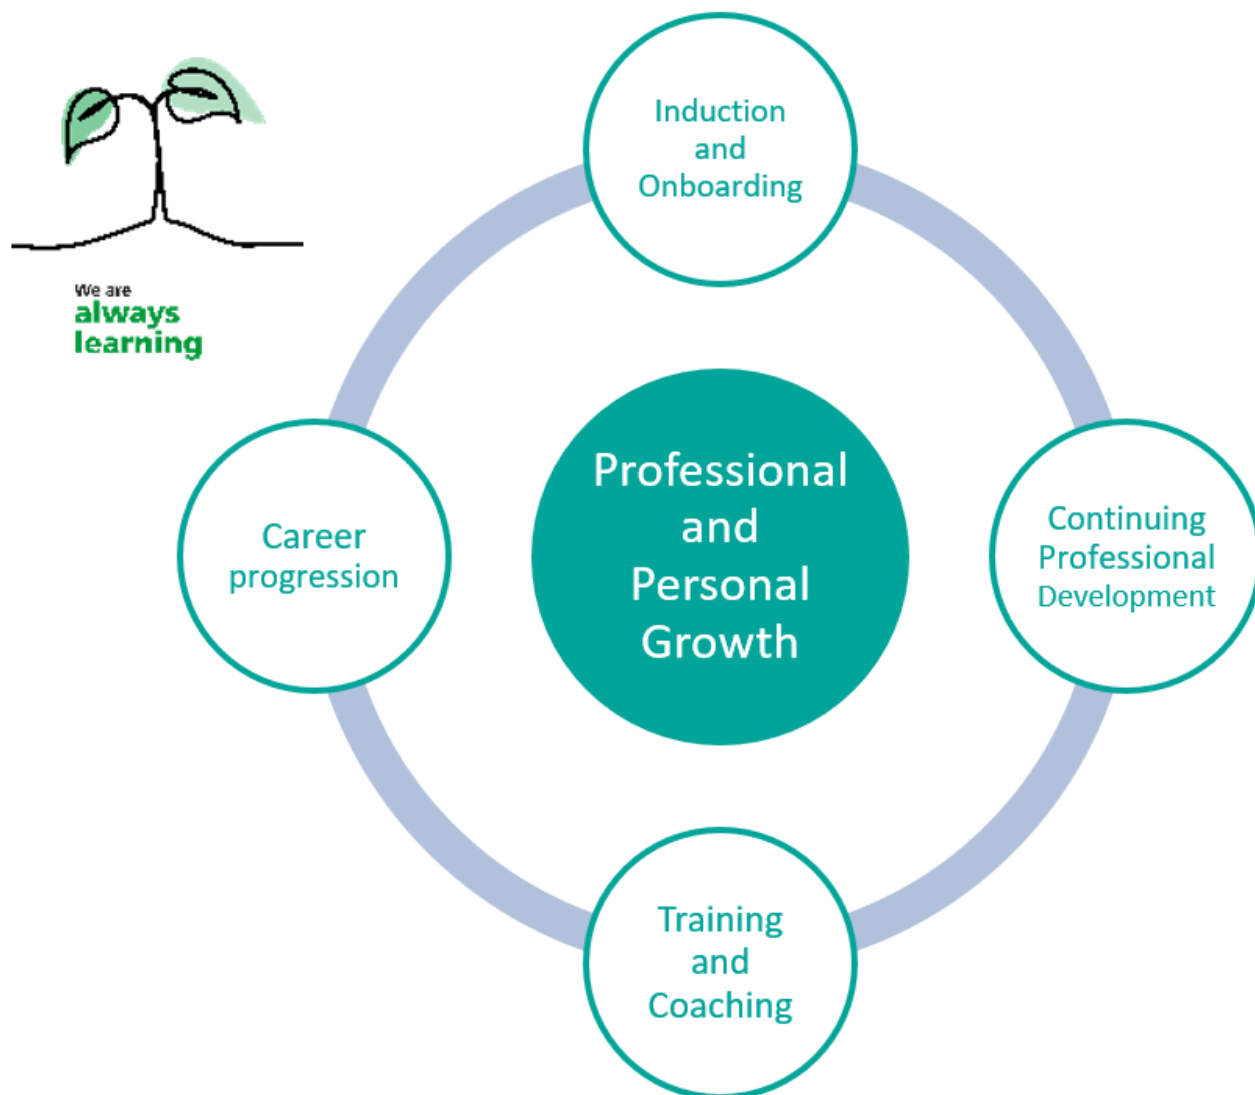 We are
always
learning
Induction
and
Onboarding
Professional
and
Personal
Growth
Career
progression
Continuing
Professional
Development
Training
and
Coaching